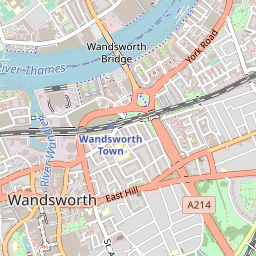 Wandsworth
Bridge
York Road
River Thames
River Wandle
Wandsworth
Town
East Hill
Wandsworth
A214
St. A